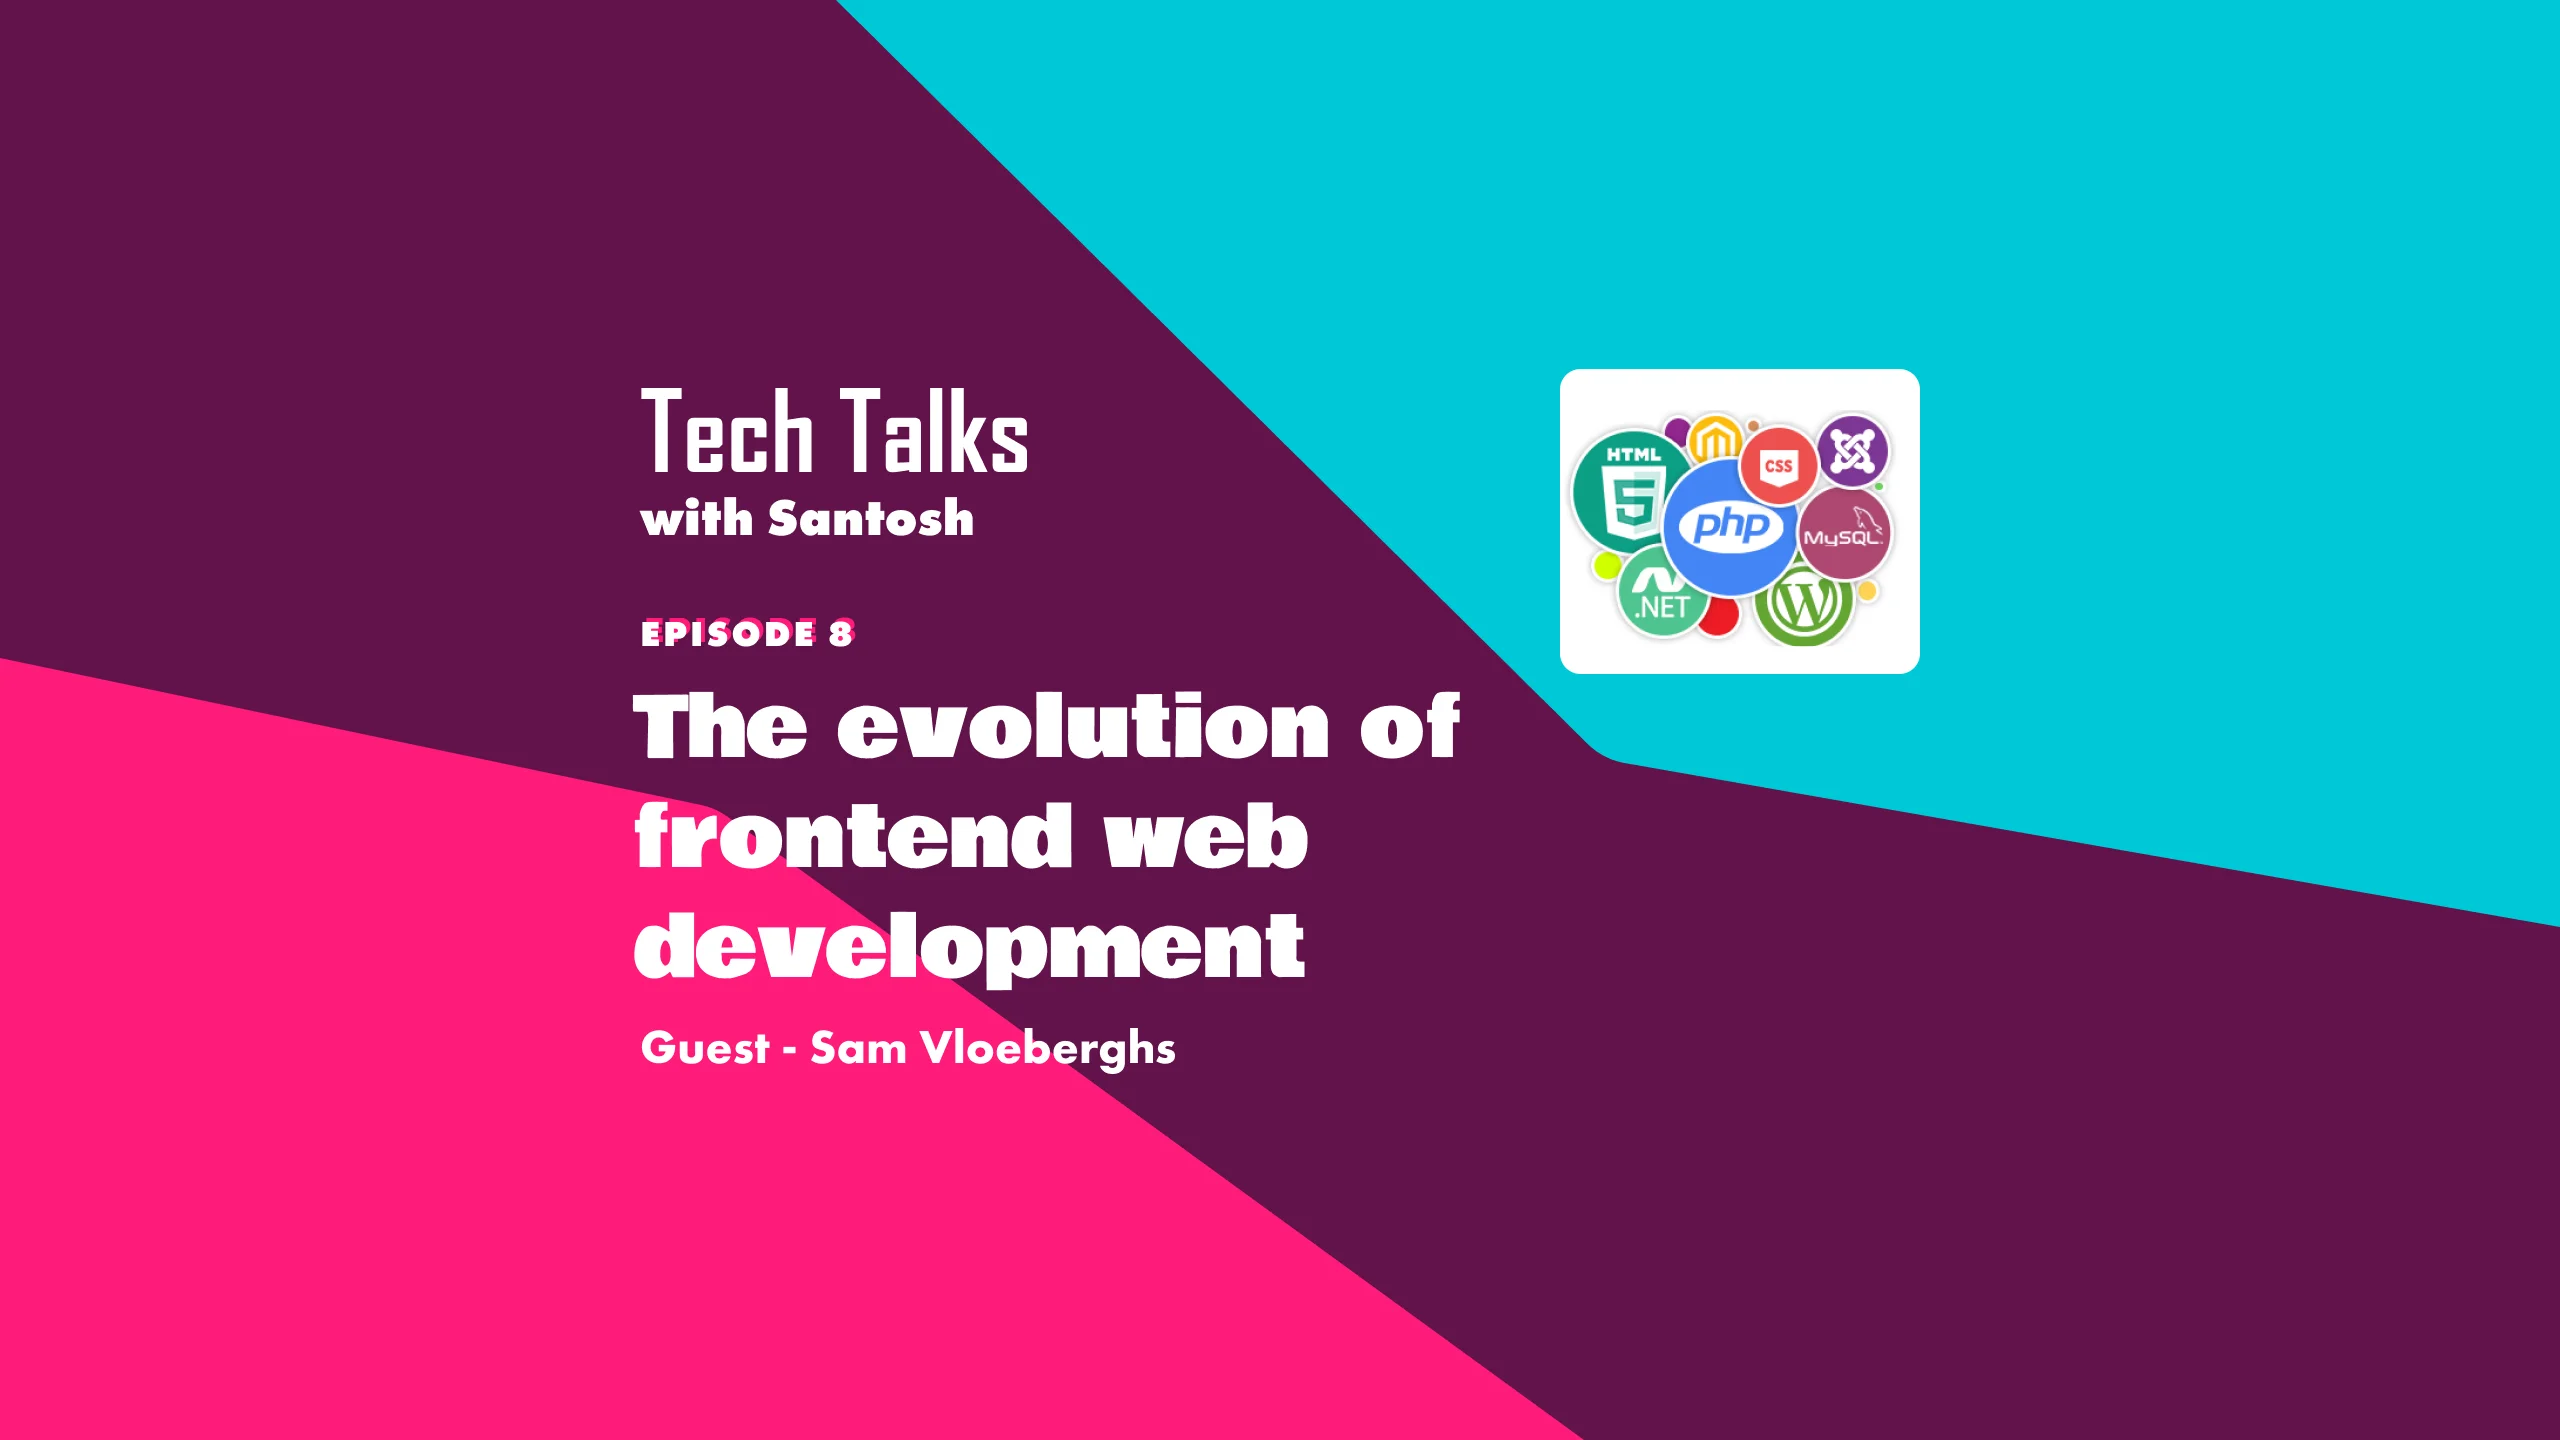 Tech Talks
with Santosh
EPISODE 8
The evolution of
frontend web
development
Guest - Sam Vloeberghs
HTML
5
CSS
php
MySQL
.NET
W